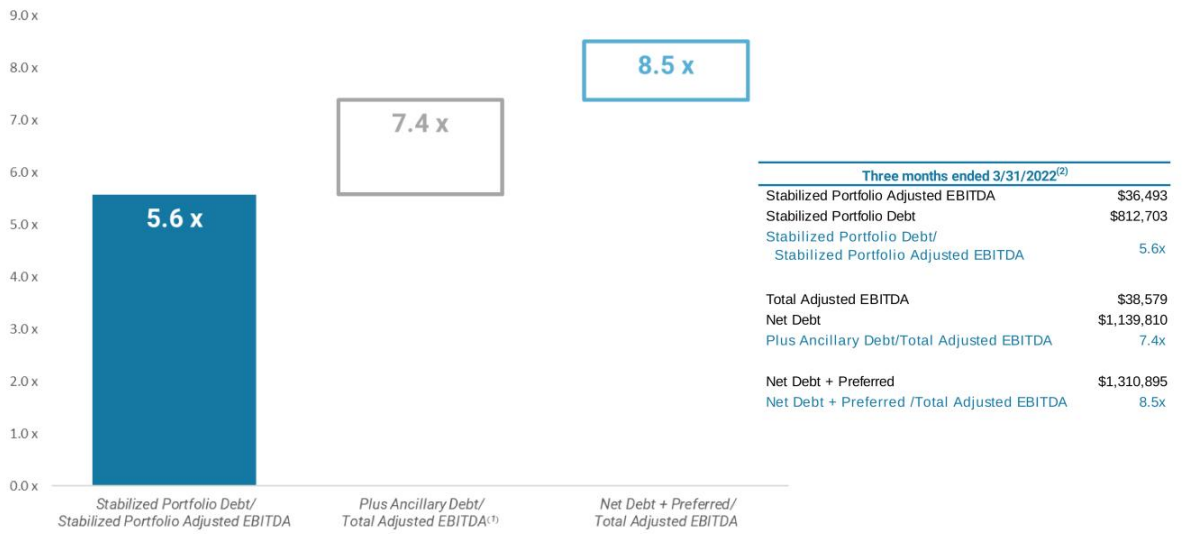 9.0 x
8.0 x
7.0 x
6.0 x
5.0 x
4.0 x
3.0 x
2.0 x
1.0 x
0.0 x
5.6 x
7.4 x
8.5 x
Stabilized Portfolio Debt/
Stabilized Portfolio Adjusted EBITDA
Plus Ancillary Debt/
Total Adjusted EBITDA(1)
Net Debt + Preferred/
Total Adjusted EBITDA
Three months ended 3/31/2022(2)
Stabilized Portfolio Adjusted EBITDA $36,493
Stabilized Portfolio Debt $812,703
Stabilized Portfolio Debt/
Stabilized Portfolio Adjusted EBITDA 5.6x
Total Adjusted EBITDA $38,579
Net Debt $1,139,810
Plus Ancillary Debt/Total Adjusted EBITDA 7.4x
Net Debt + Preferred $1,310,895
Net Debt + Preferred /Total Adjusted EBITDA 8.5x